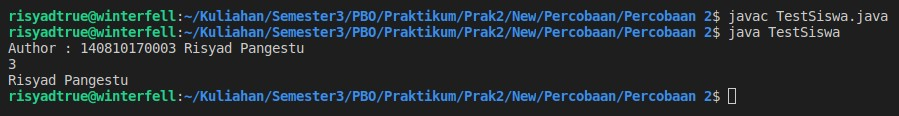 risyadtrue@winterfell:~/Kuliahan/Semester3/PBO/Praktikum/Prak2/New/Percobaan/Percobaan 2$ javac TestSiswa.java
risyadtrue@winterfell:~/Kuliahan/Semester3/PBO/Praktikum/Prak2/New/Percobaan/Percobaan 2$ java TestSiswa
Author : 140810170003 Risyad Pangestu
3
Risyad Pangestu
risyadtrue@winterfell:~/Kuliahan/Semester3/PBO/Praktikum/Prak2/New/Percobaan/Percobaan 2$